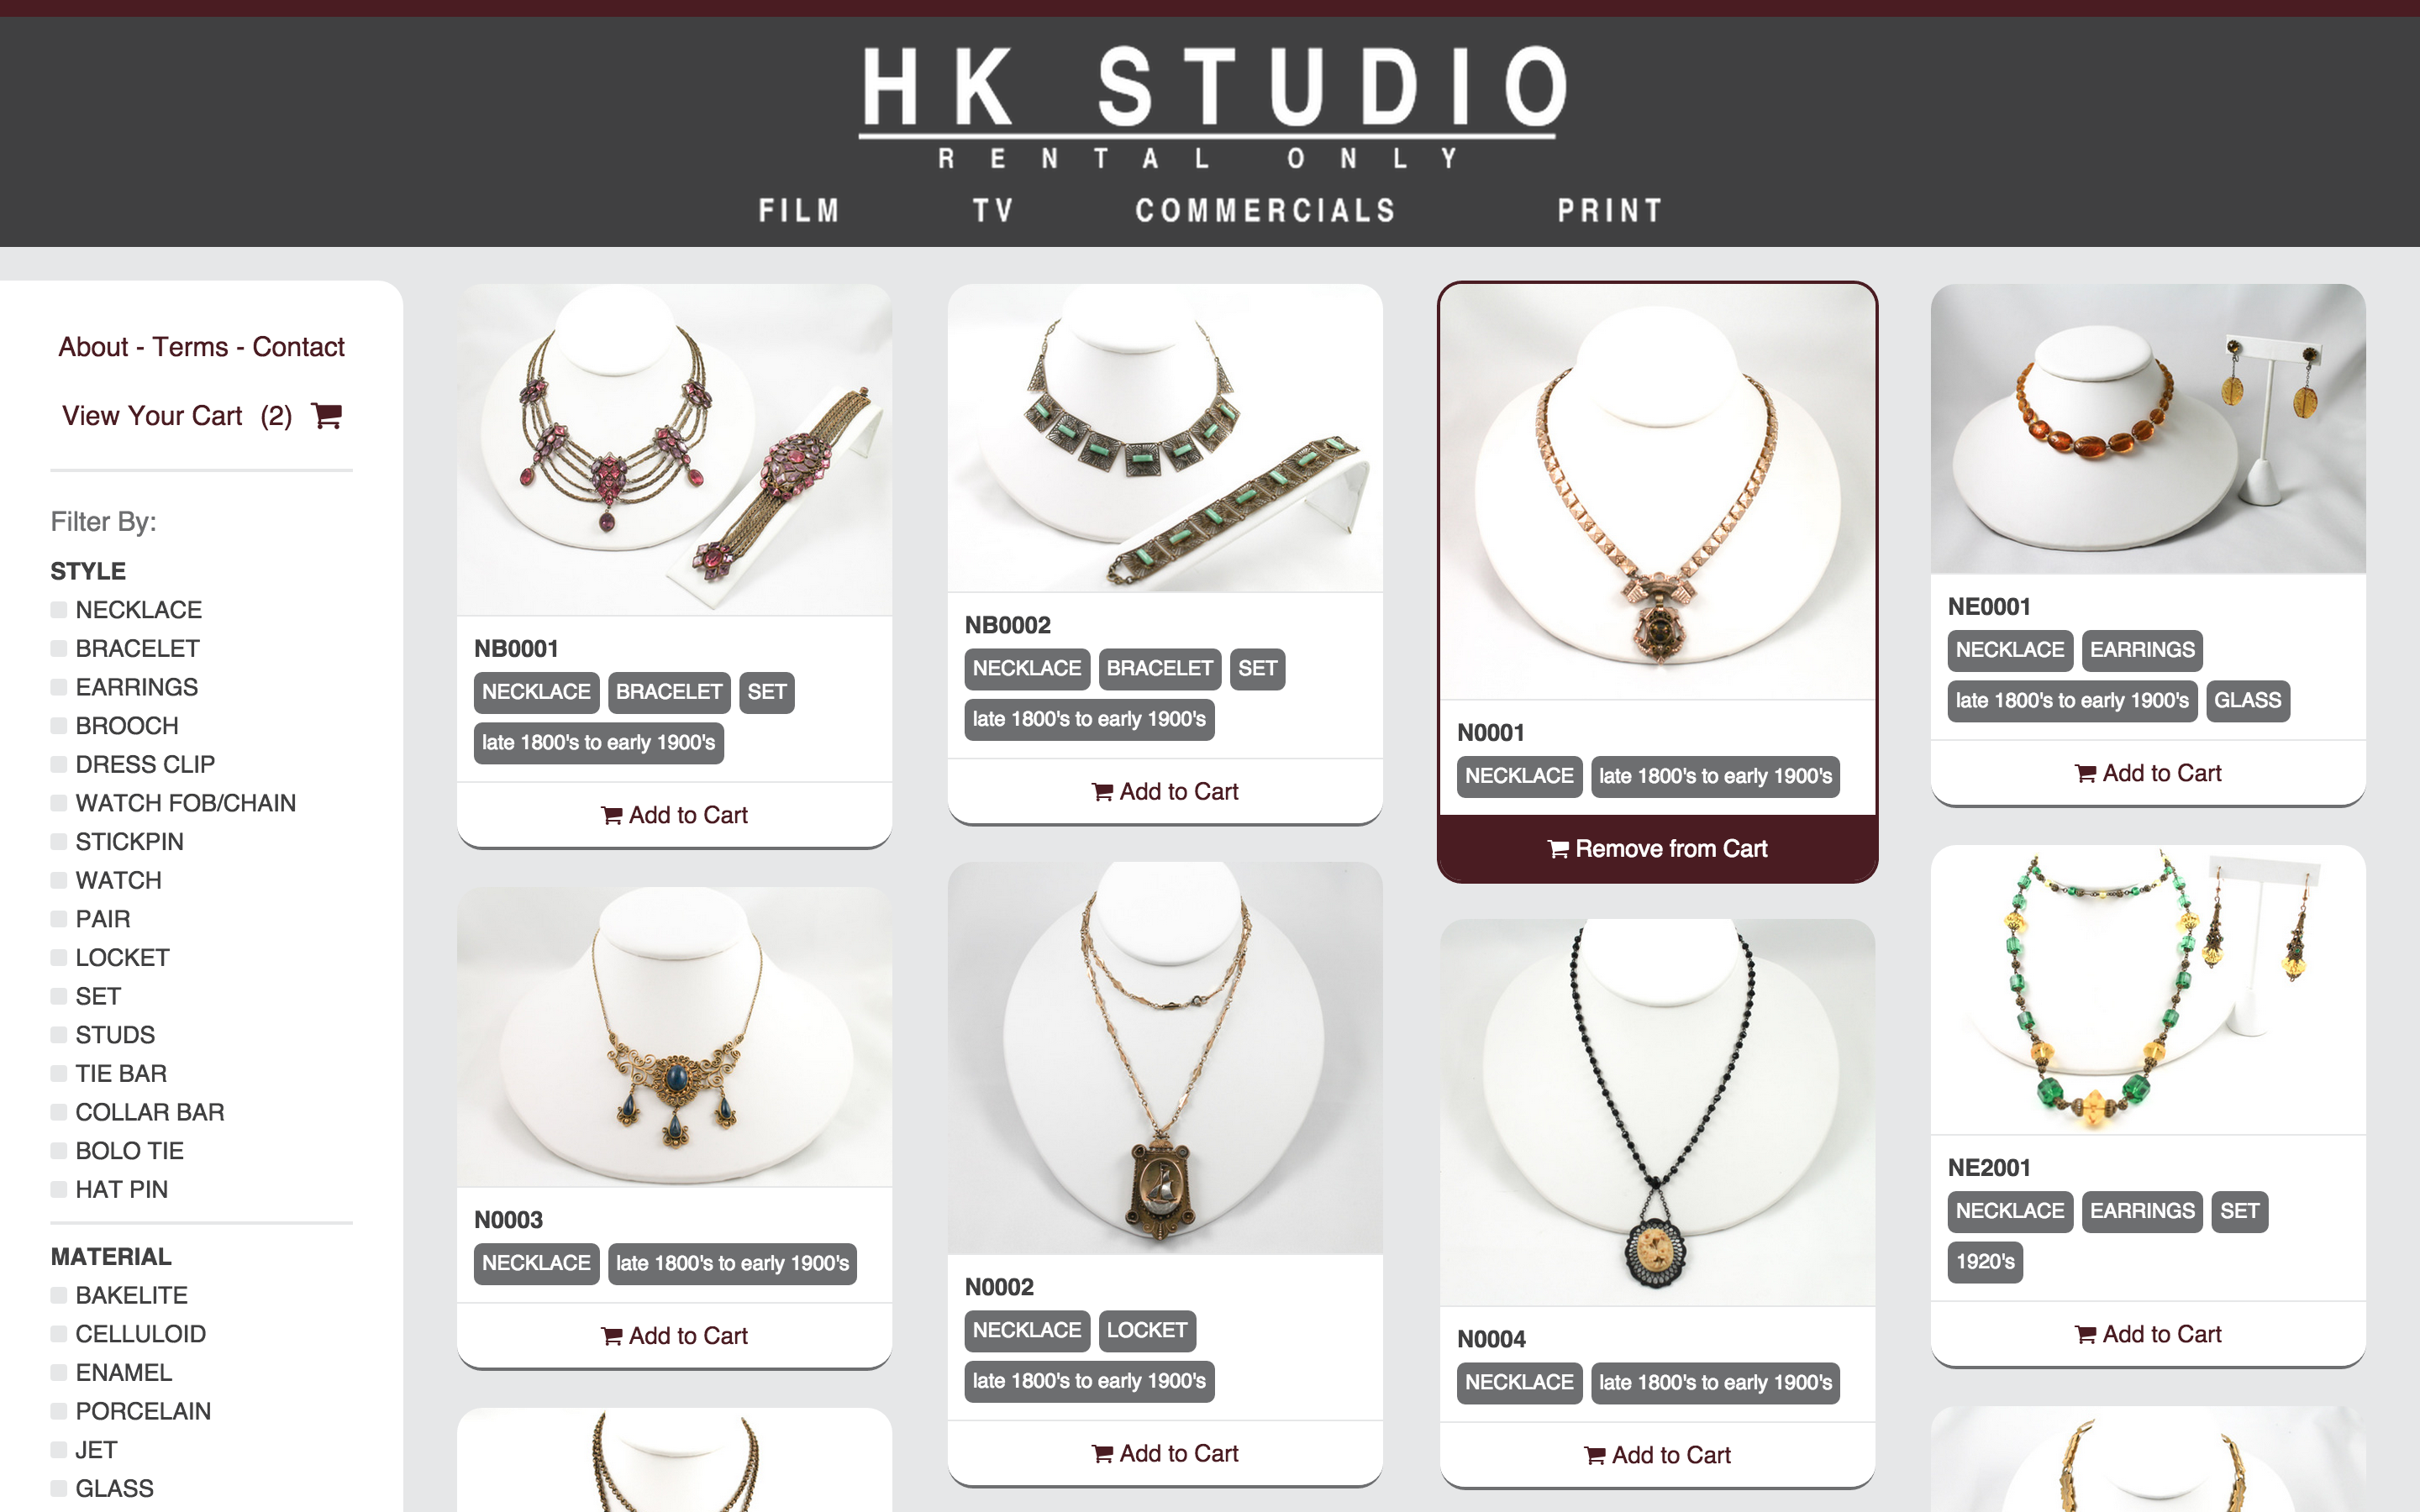 HK STUDIO
RENTAL ONLY
FILM TV COMMERCIALS PRINT
About - Terms - Contact
View Your Cart (2)
Filter By:
STYLE
NECKLACE
BRACELET
EARRINGS
BROOCH
DRESS CLIP
WATCH FOB/CHAIN
STICKPIN
WATCH
PAIR
LOCKET
SET
STUDS
TIE BAR
COLLAR BAR
BOLO TIE
HAT PIN
MATERIAL
BAKELITE
CELLULOID
ENAMEL
PORCELAIN
JET
GLASS
NB0001
NECKLACE BRACELET SET
late 1800's to early 1900's
Add to Cart
N0003
NECKLACE late 1800's to early 1900's
Add to Cart
NB0002
NECKLACE BRACELET SET
late 1800's to early 1900's
Add to Cart
N0002
NECKLACE LOCKET
late 1800's to early 1900's
Add to Cart
N0001
NECKLACE late 1800's to early 1900's
Remove from Cart
N0004
NECKLACE late 1800's to early 1900's
Add to Cart
NE0001
NECKLACE EARRINGS
late 1800's to early 1900's GLASS
Add to Cart
NE2001
NECKLACE EARRINGS SET
1920's
Add to Cart